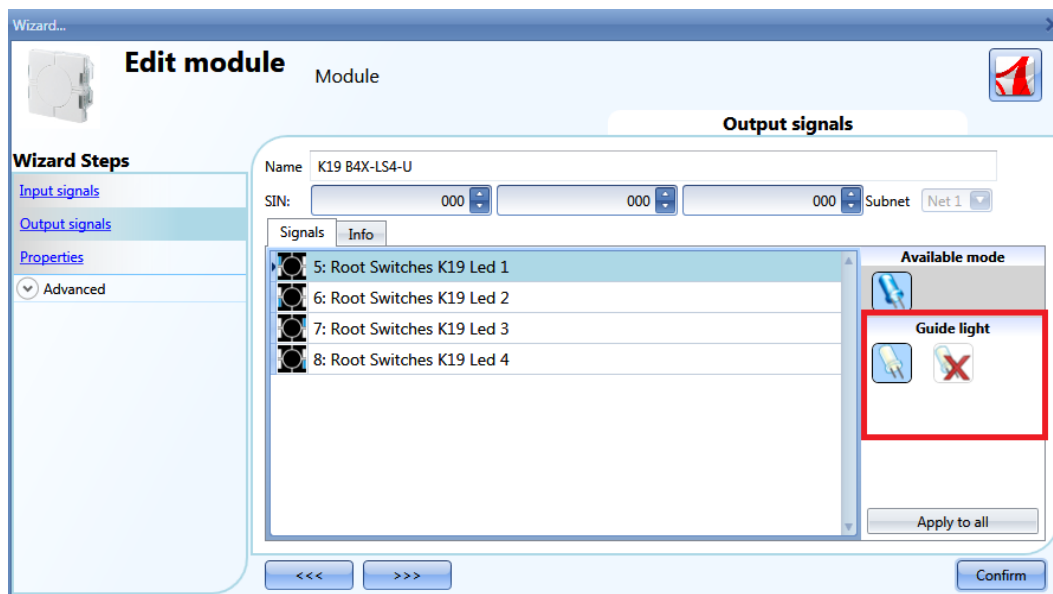 Wizard...
Edit module
Module
Output signals
Wizard Steps
Input signals
Output signals
Properties
Advanced
Name K19 B4X-LS4-U
SIN: 000 000 000 Subnet Net 1
Signals Info
5: Root Switches K19 Led 1
6: Root Switches K19 Led 2
7: Root Switches K19 Led 3
8: Root Switches K19 Led 4
Available mode
Guide light
Apply to all
<<< >>> Confirm